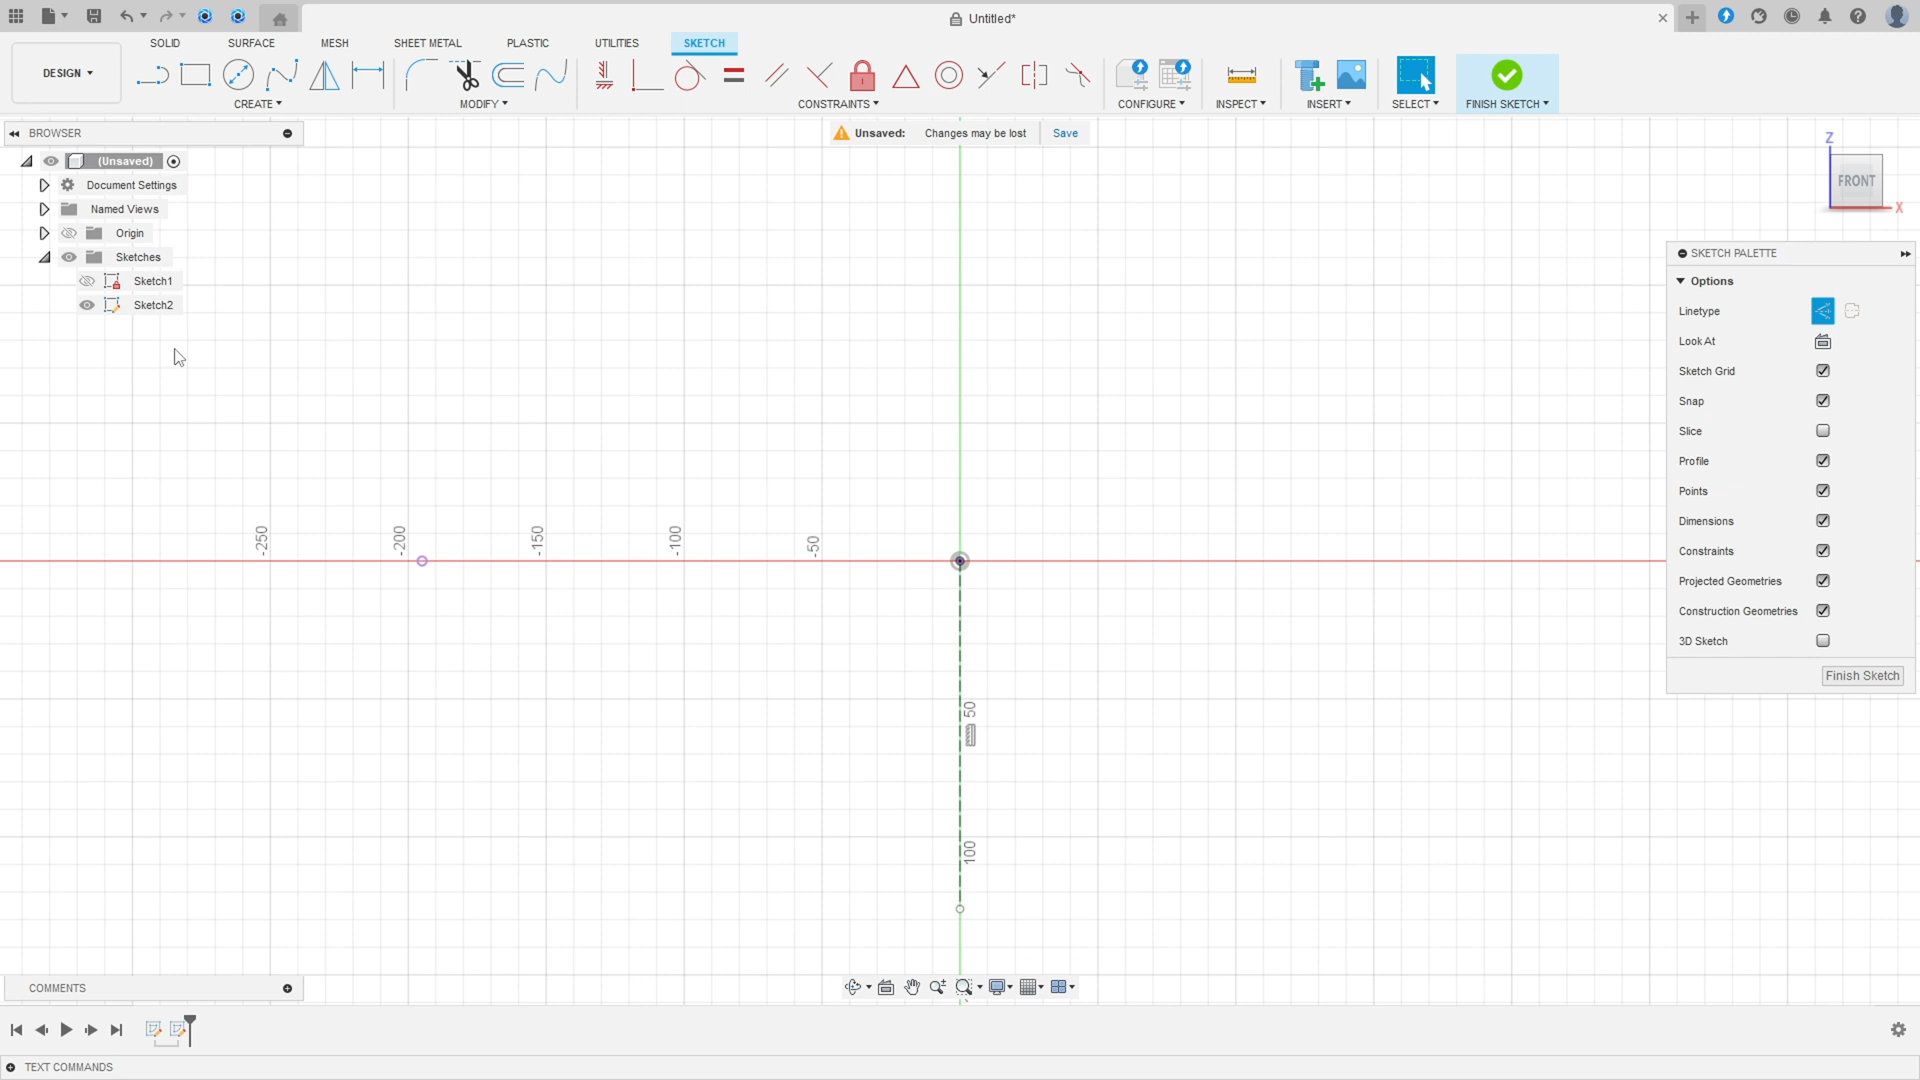 Untitled*
SOLID SURFACE MESH SHEET METAL PLASTIC UTILITIES SKETCH
DESIGN
CREATE MODIFY CONSTRAINTS CONFIGURE INSPECT INSERT SELECT FINISH SKETCH
BROWSER
Unsaved: Changes may be lost Save
(Unsaved)
Document Settings
Named Views
Origin
Sketches
Sketch1
Sketch2
Z
FRONT
X
SKETCH PALETTE
Options
Linetype
Look At
Sketch Grid
Snap
Slice
Profile
Points
Dimensions
Constraints
Projected Geometries
Construction Geometries
3D Sketch
Finish Sketch
-250
-200
-150
-100
-50
50
100
COMMENTS
TEXT COMMANDS